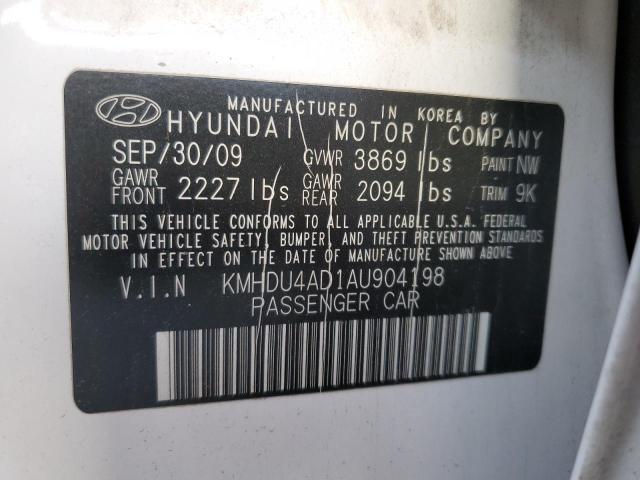 MANUFACTURED IN KOREA BY
HYUNDAI MOTOR COMPANY
SEP/30/09 GVWR 3869 lbs PAINT NW
GAWR FRONT 2227 lbs GAWR REAR 2094 lbs TRIM 9K
THIS VEHICLE CONFORMS TO ALL APPLICABLE U.S.A. FEDERAL
MOTOR VEHICLE SAFETY, BUMPER, AND THEFT PREVENTION STANDARDS
IN EFFECT ON THE DATE OF MANUFACTURE SHOWN ABOVE
V.I.N KMHDU4AD1AU904198
PASSENGER CAR